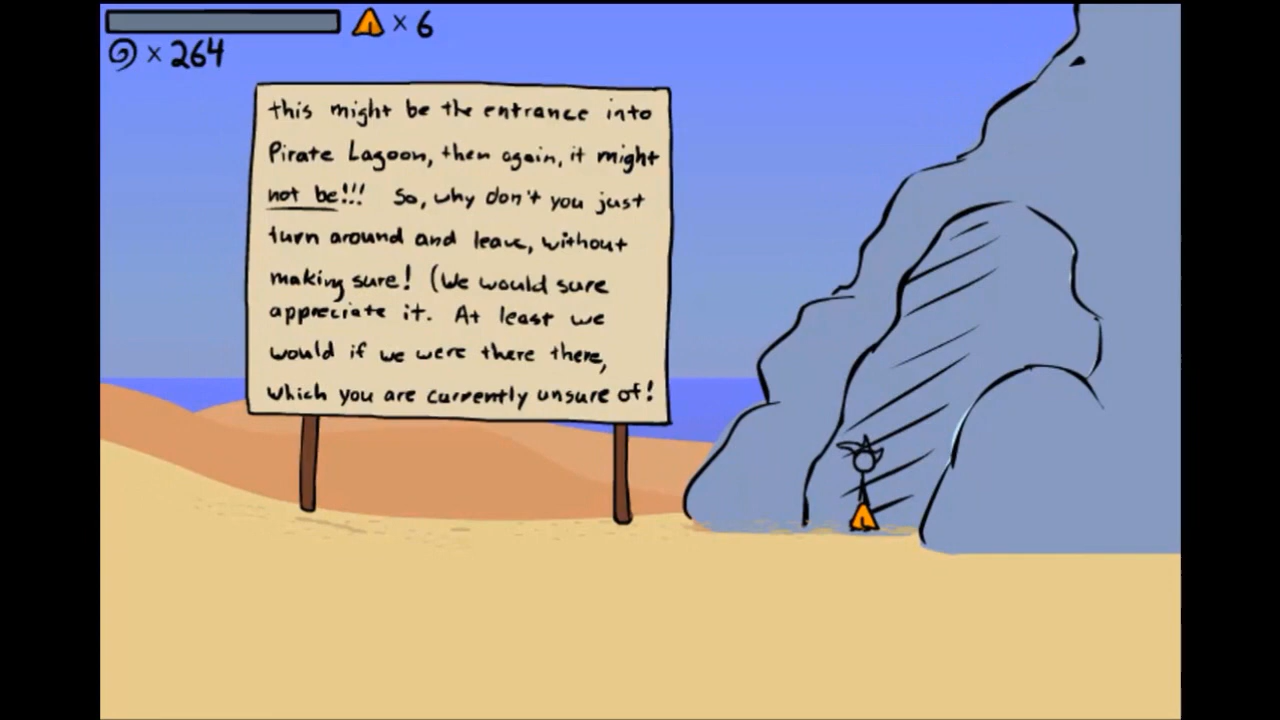 × 6
× 264
this might be the entrance into
Pirate Lagoon, then again, it might
not be!!! So, why don't you just
turn around and leave, without
making sure! (We would sure
appreciate it. At least we
would if we were there there,
which you are currently unsure of!